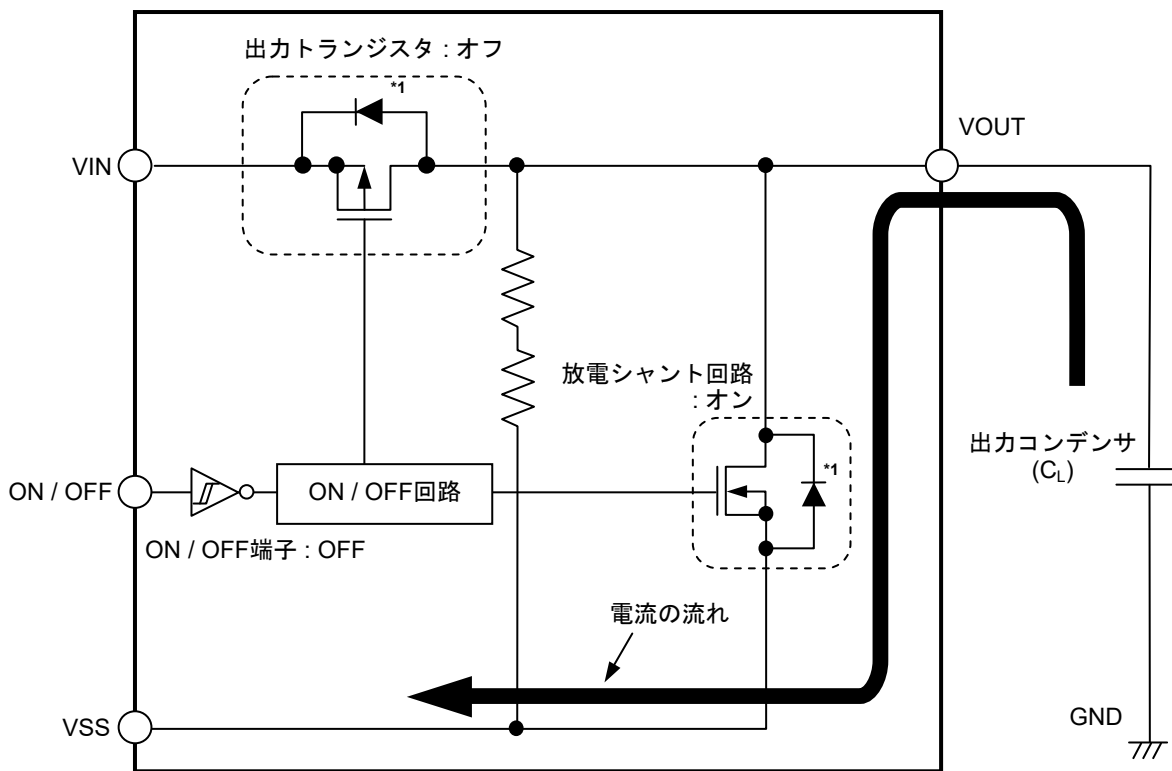 出力トランジスタ : オフ
*1
VIN
VOUT
放電シャント回路
: オン
*1
出力コンデンサ
(CL)
ON / OFF
ON / OFF回路
ON / OFF端子 : OFF
電流の流れ
VSS
GND